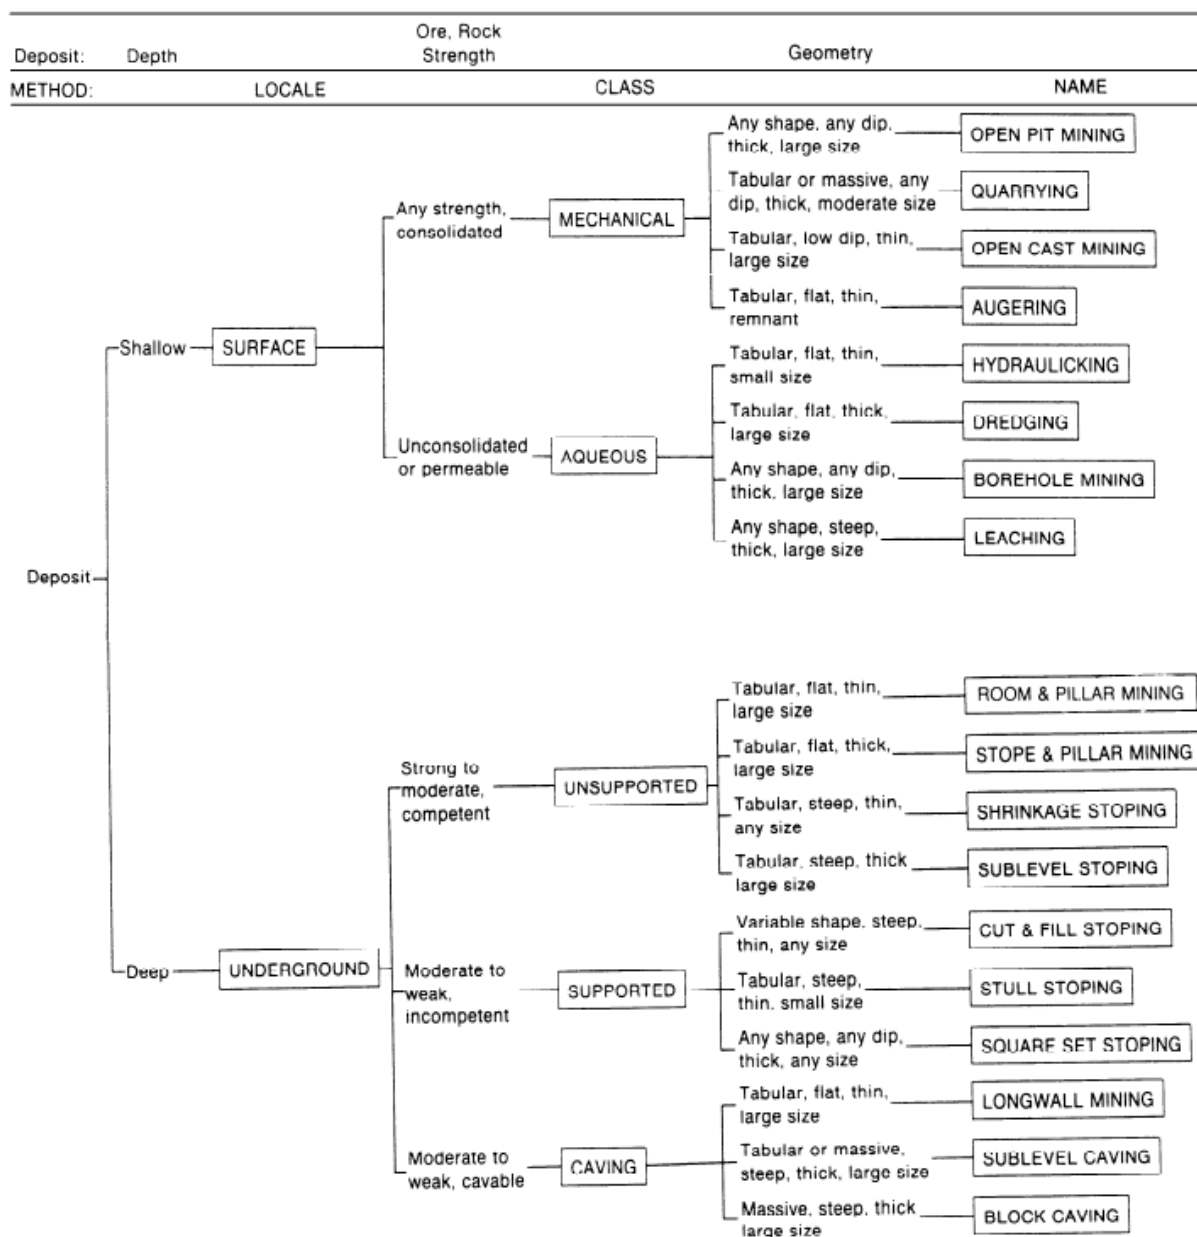 Ore, Rock
Deposit: Depth Strength Geometry
METHOD: LOCALE CLASS NAME
Any shape, any dip,
thick, large size
OPEN PIT MINING
Tabular or massive, any
dip, thick, moderate size
QUARRYING
Any strength,
consolidated
MECHANICAL
Tabular, low dip, thin,
large size
OPEN CAST MINING
Tabular, flat, thin,
remnant
AUGERING
Shallow
SURFACE
Tabular, flat, thin,
small size
HYDRAULICKING
Tabular, flat, thick,
large size
DREDGING
Unconsolidated
or permeable
AQUEOUS
Any shape, any dip,
thick, large size
BOREHOLE MINING
Any shape, steep,
thick, large size
LEACHING
Deposit
Tabular, flat, thin,
large size
ROOM & PILLAR MINING
Tabular, flat, thick,
large size
STOPE & PILLAR MINING
Strong to
moderate,
competent
UNSUPPORTED
Tabular, steep, thin,
any size
SHRINKAGE STOPING
Tabular, steep, thick
large size
SUBLEVEL STOPING
Variable shape, steep,
thin, any size
CUT & FILL STOPING
Deep
UNDERGROUND
Moderate to
weak,
incompetent
SUPPORTED
Tabular, steep,
thin, small size
STULL STOPING
Any shape, any dip,
thick, any size
SQUARE SET STOPING
Tabular, flat, thin,
large size
LONGWALL MINING
Moderate to
weak, cavable
CAVING
Tabular or massive,
steep, thick, large size
SUBLEVEL CAVING
Massive, steep, thick
large size
BLOCK CAVING